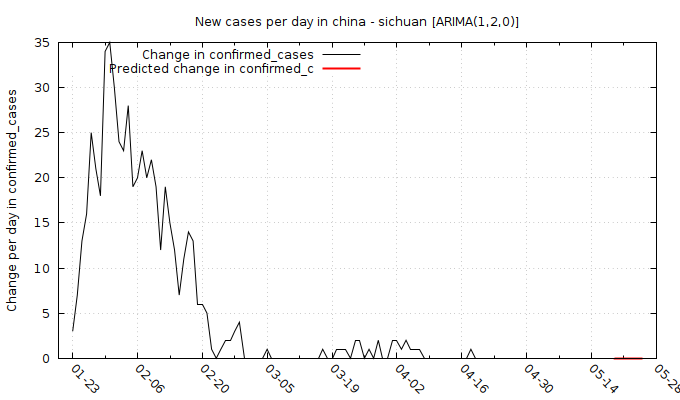 New cases per day in china - sichuan [ARIMA(1,2,0)]
Change in confirmed_cases
Predicted change in confirmed_c
Change per day in confirmed_cases
35
30
25
20
15
10
5
0
01-23 02-06 02-20 03-05 03-19 04-02 04-16 04-30 05-14 05-28